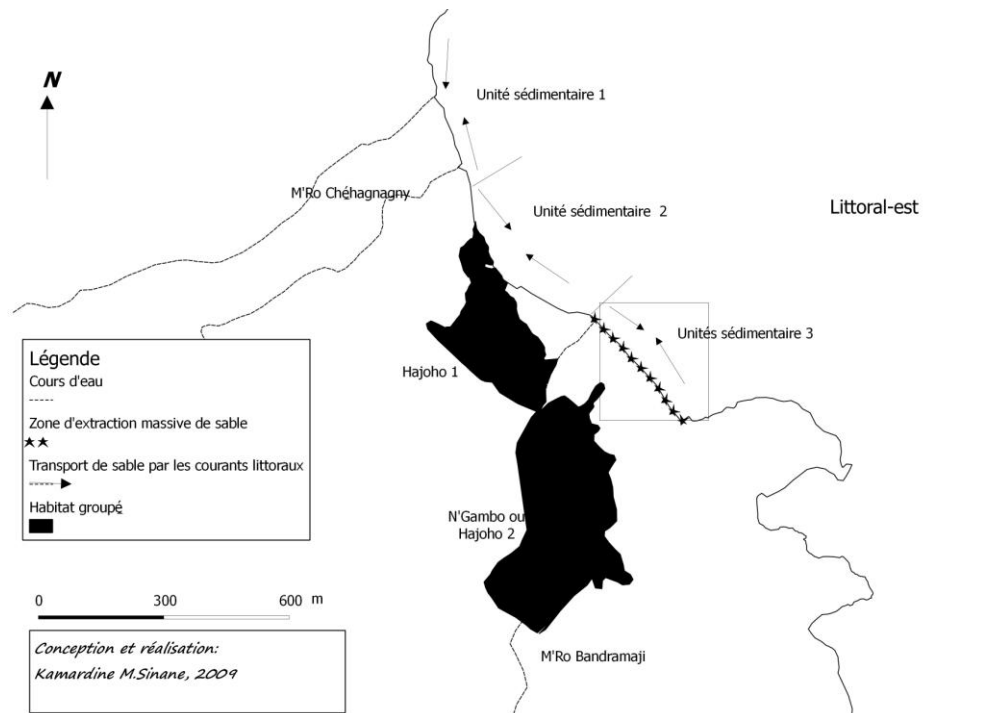 N
Unité sédimentaire 1
M'Ro Chéhagnagny
Unité sédimentaire 2
Littoral-est
Unités sédimentaire 3
Hajoho 1
Légende
Cours d'eau
Zone d'extraction massive de sable
Transport de sable par les courants littoraux
Habitat groupé
N'Gambo ou
Hajoho 2
0 300 600 m
Conception et réalisation:
Kamardine M.Sinane, 2009
M'Ro Bandramaji